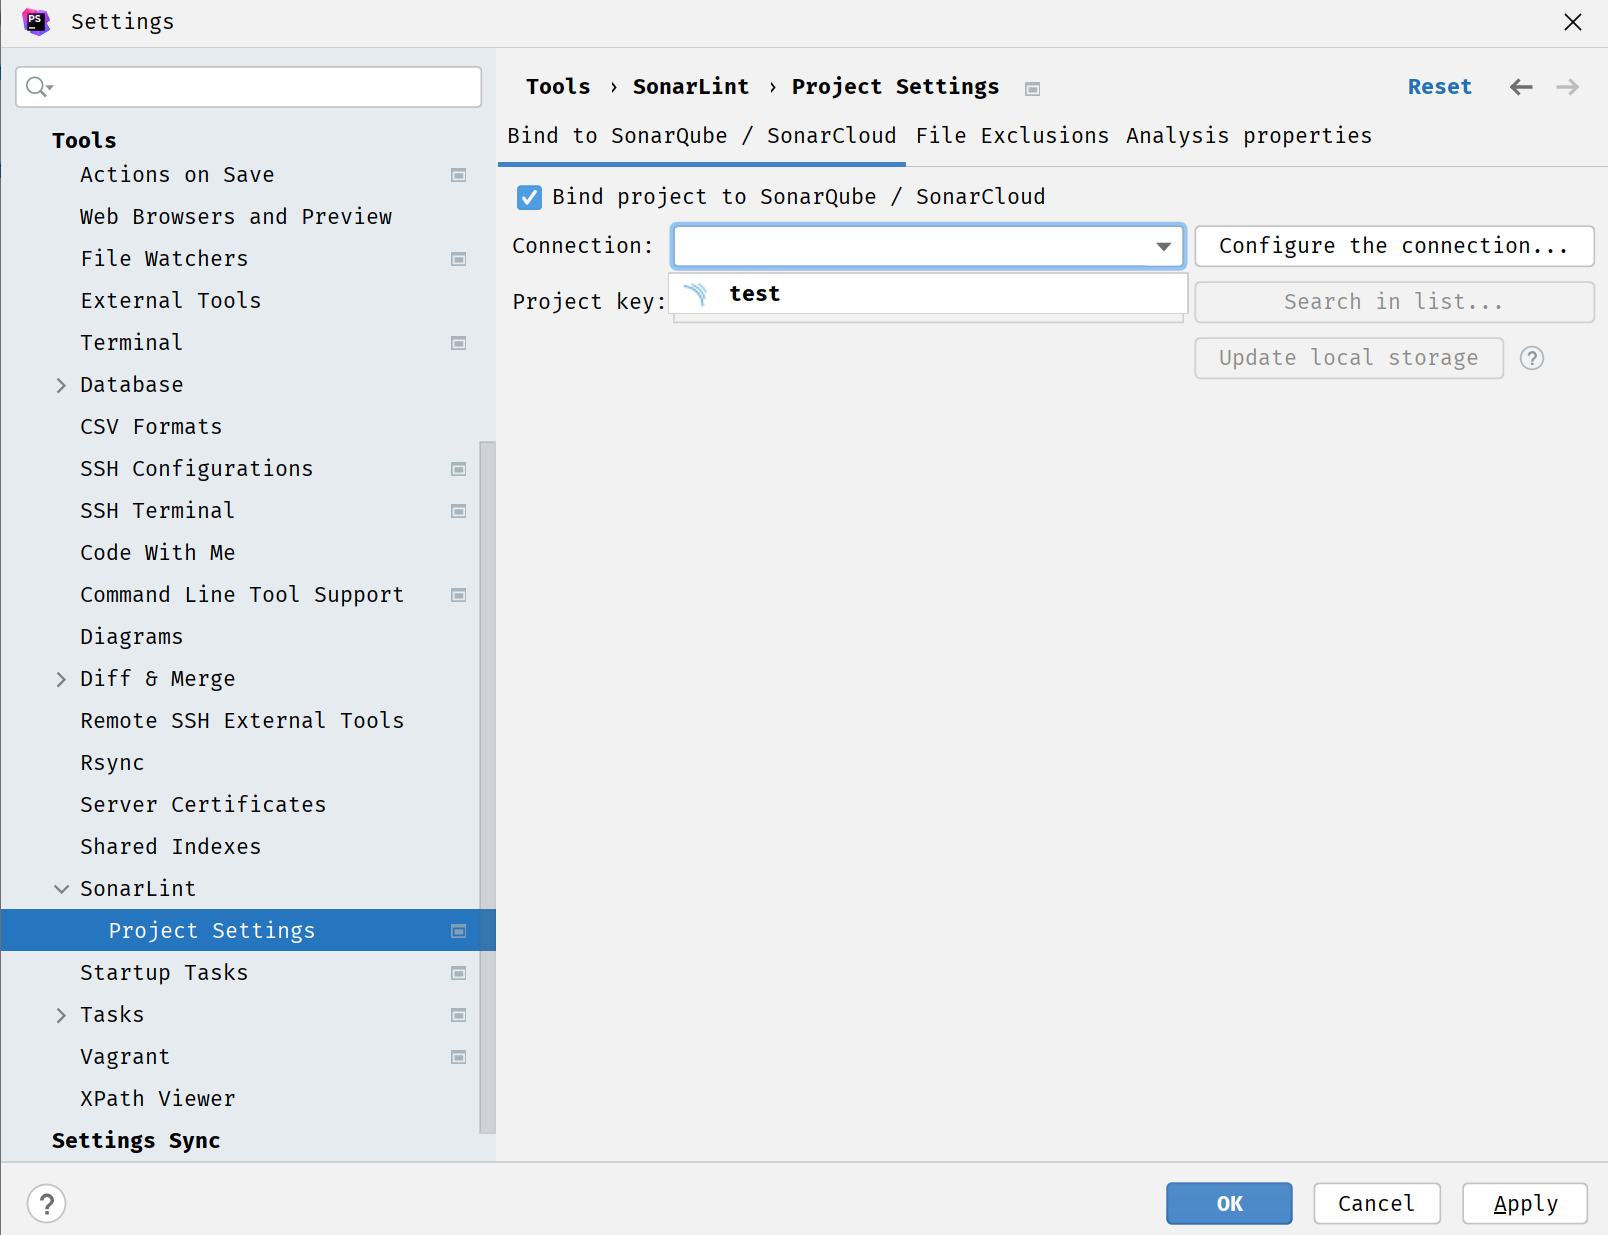 PS
Settings
Tools
Actions on Save
Web Browsers and Preview
File Watchers
External Tools
Terminal
Database
CSV Formats
SSH Configurations
SSH Terminal
Code With Me
Command Line Tool Support
Diagrams
Diff & Merge
Remote SSH External Tools
Rsync
Server Certificates
Shared Indexes
SonarLint
Project Settings
Startup Tasks
Tasks
Vagrant
XPath Viewer
Settings Sync
Tools › SonarLint › Project Settings
Reset
Bind to SonarQube / SonarCloud File Exclusions Analysis properties
Bind project to SonarQube / SonarCloud
Connection: Configure the connection...
test
Project key: Search in list...
Update local storage ?
? OK Cancel Apply